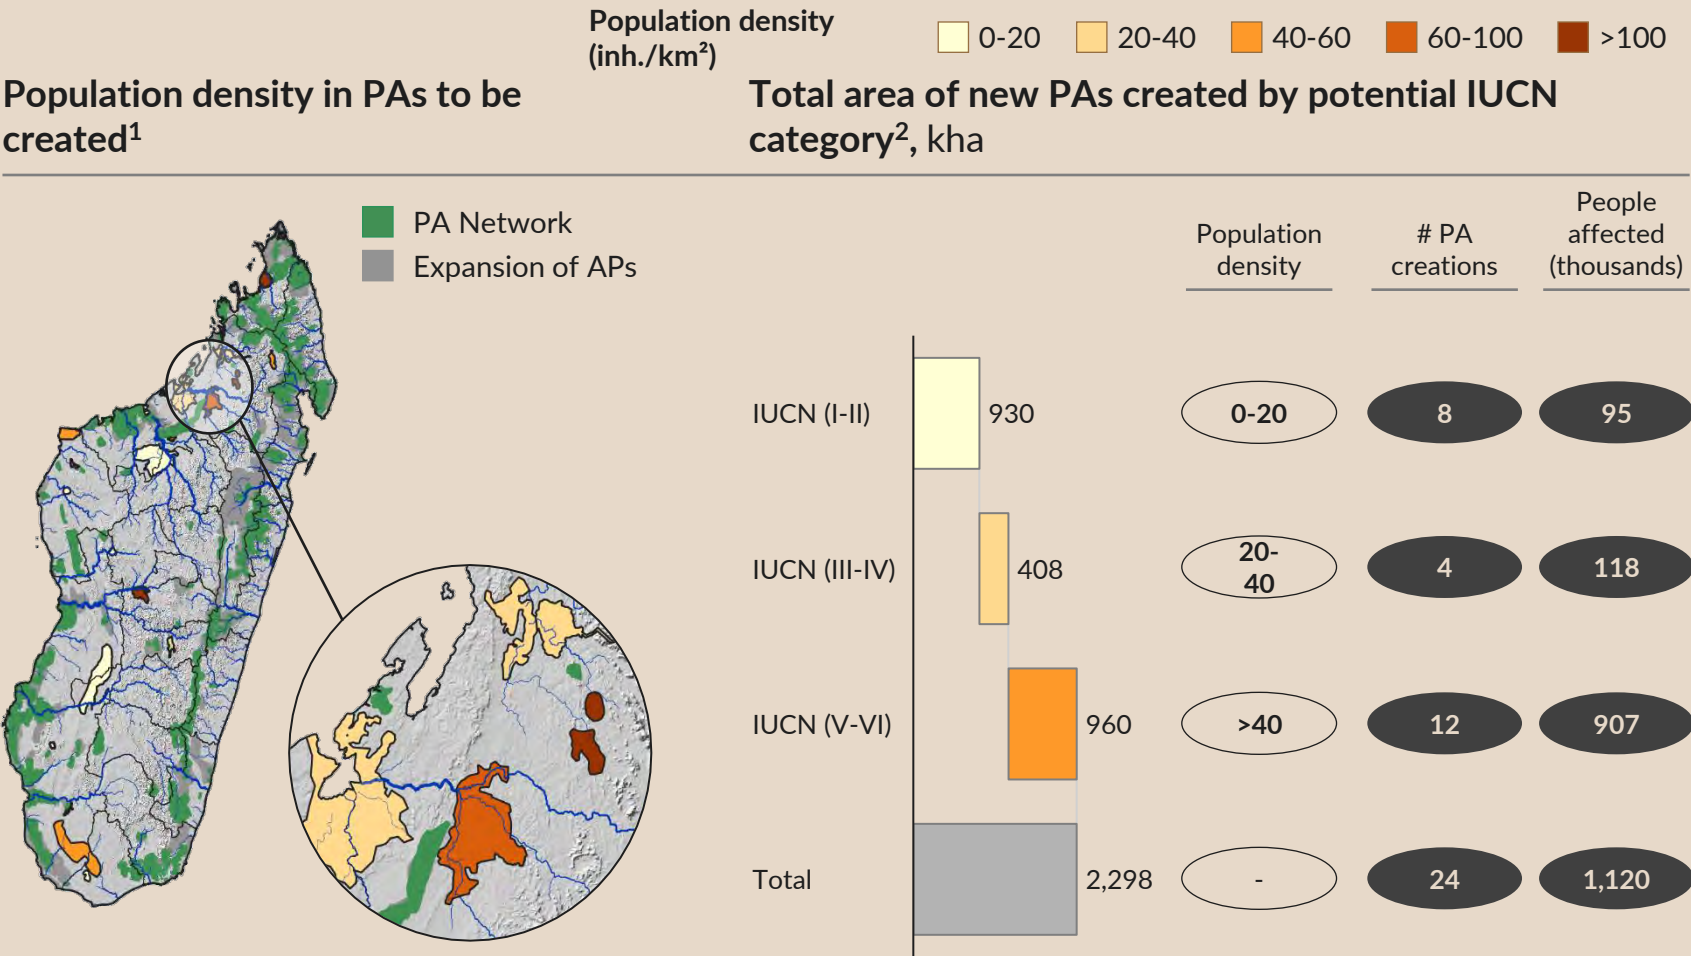 Population density
(inh./km²)
0-20
20-40
40-60
60-100
>100
Population density in PAs to be
created¹
Total area of new PAs created by potential IUCN
category², kha
PA Network
Expansion of APs
Population
density
# PA
creations
People
affected
(thousands)
IUCN (I-II)
930
0-20
8
95
IUCN (III-IV)
408
20-
40
4
118
IUCN (V-VI)
960
>40
12
907
Total
2,298
-
24
1,120